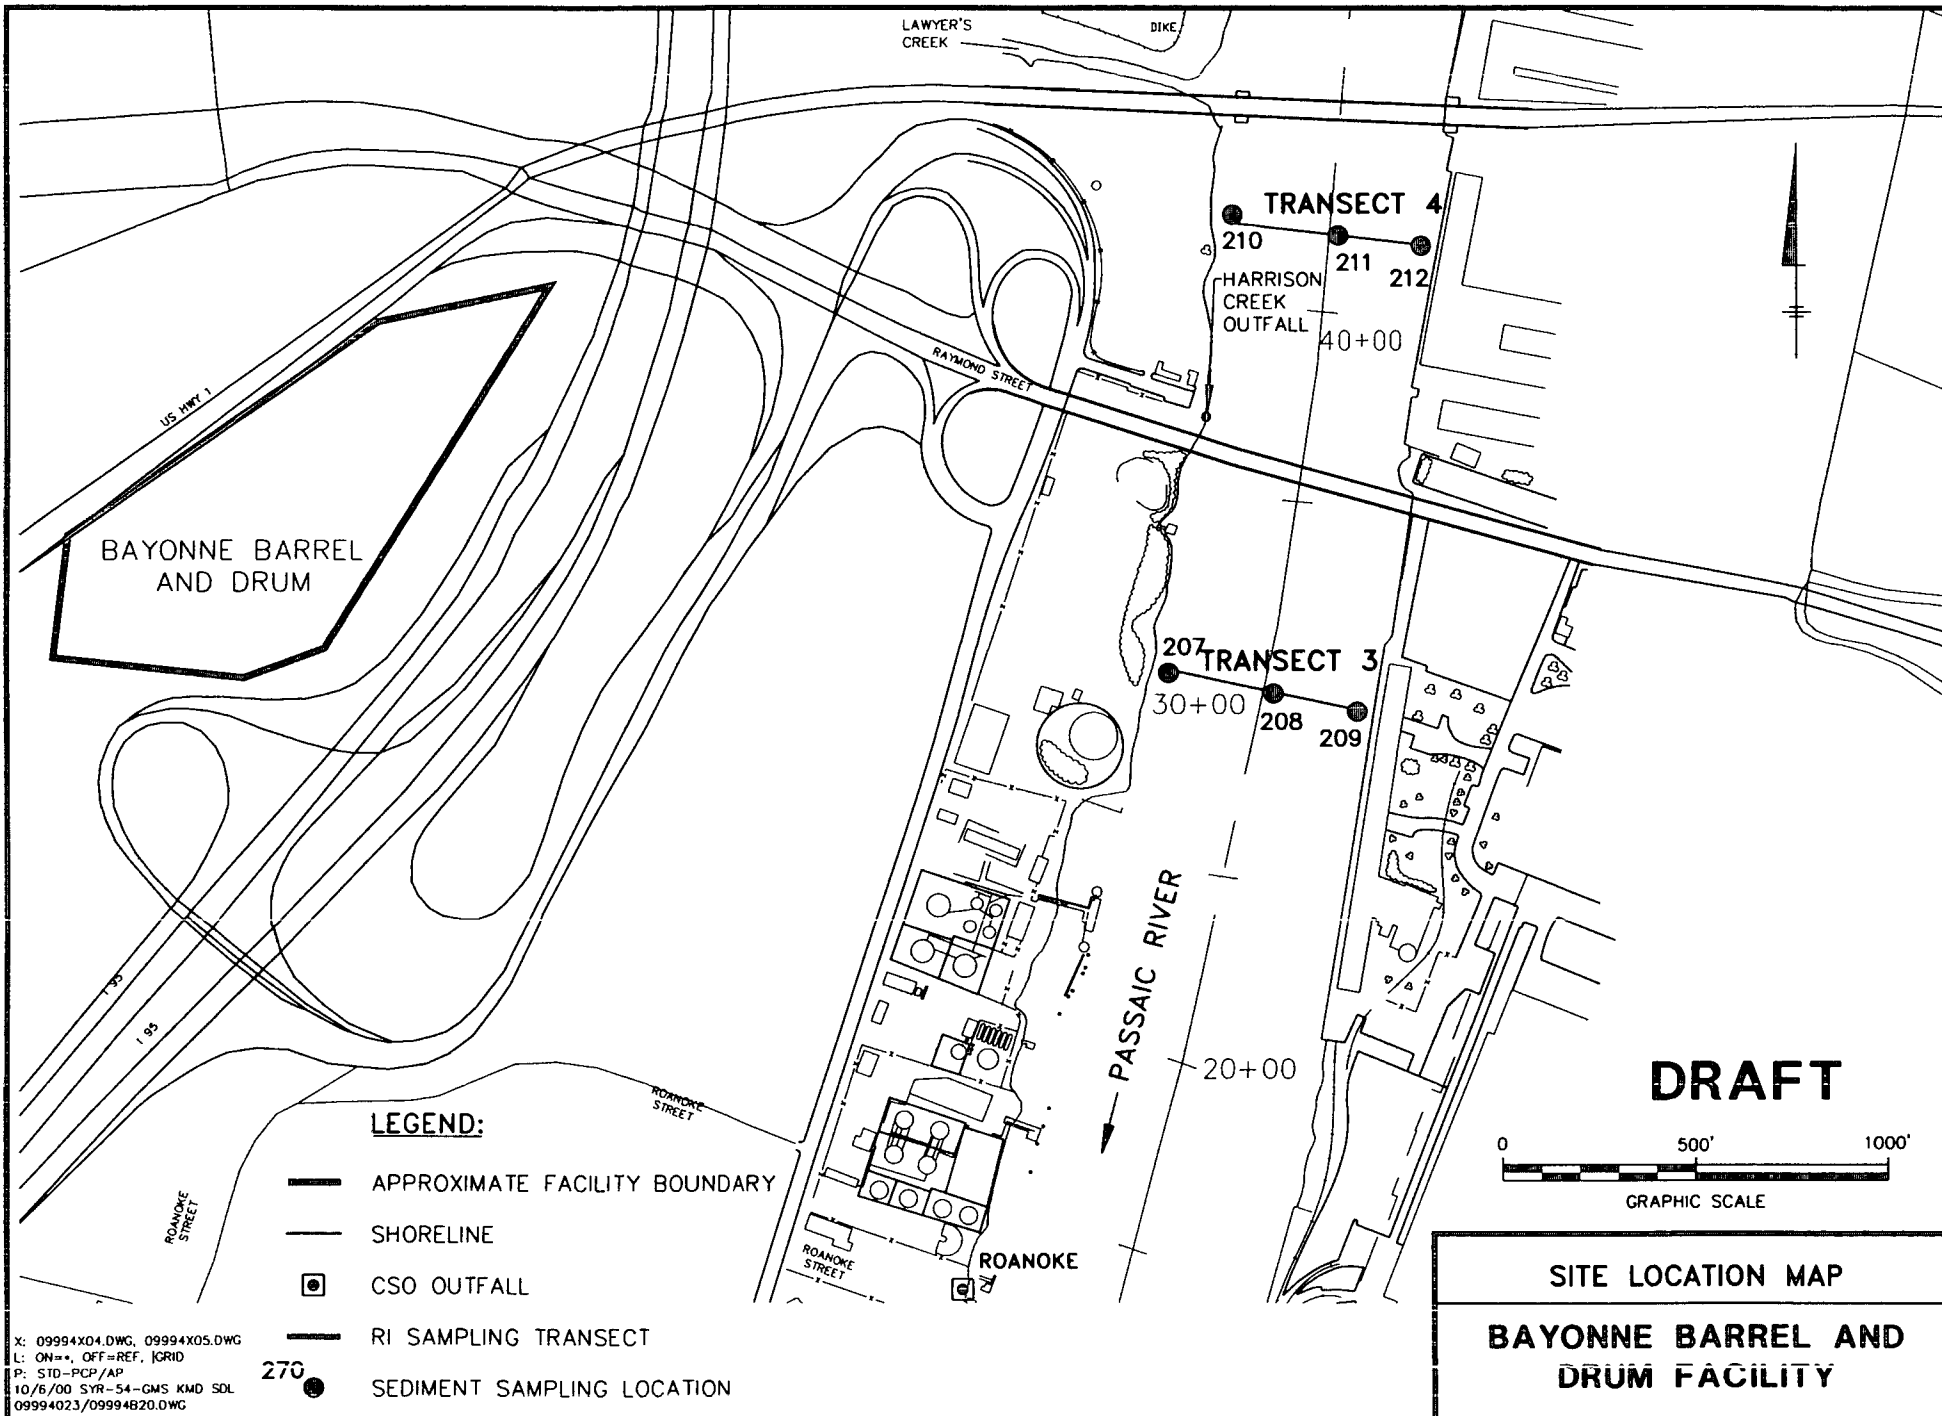 LAWYER'S
CREEK
DIKE
TRANSECT 4
210
211
212
HARRISON
CREEK
OUTFALL
40+00
RAYMOND STREET
US HWY 1
BAYONNE BARREL
AND DRUM
207
TRANSECT 3
30+00
208
209
PASSAIC RIVER
20+00
I 95
I 95
ROANOKE
STREET
ROANOKE
STREET
ROANOKE
STREET
ROANOKE
DRAFT
0 500' 1000'
GRAPHIC SCALE
LEGEND:
APPROXIMATE FACILITY BOUNDARY
SHORELINE
CSO OUTFALL
RI SAMPLING TRANSECT
270
SEDIMENT SAMPLING LOCATION
X: 09994X04.DWG, 09994X05.DWG
L: ON=*, OFF=REF, |GRID
P: STD-PCP/AP
10/6/00 SYR-54-GMS KMD SDL
09994023/09994B20.DWG
SITE LOCATION MAP
BAYONNE BARREL AND
DRUM FACILITY